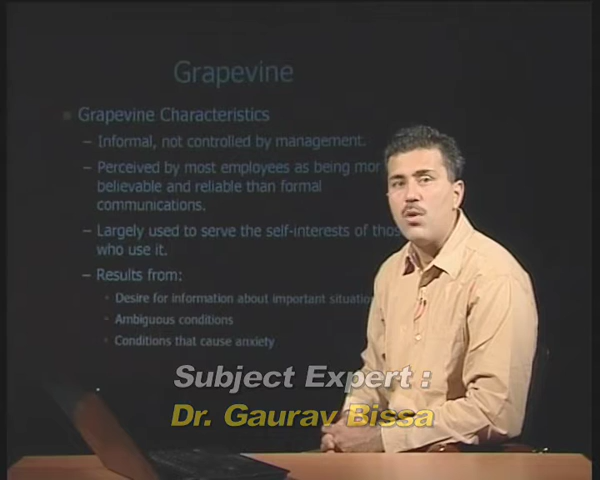 Grapevine
Grapevine Characteristics
– Informal, not controlled by management.
– Perceived by most employees as being
believable and reliable than formal
communications.
– Largely used to serve the self-interests of
who use it.
– Results from:
• Desire for information about important
• Ambiguous conditions
• Conditions that cause anxiety
Subject Expert :
Dr. Gaurav Bissa